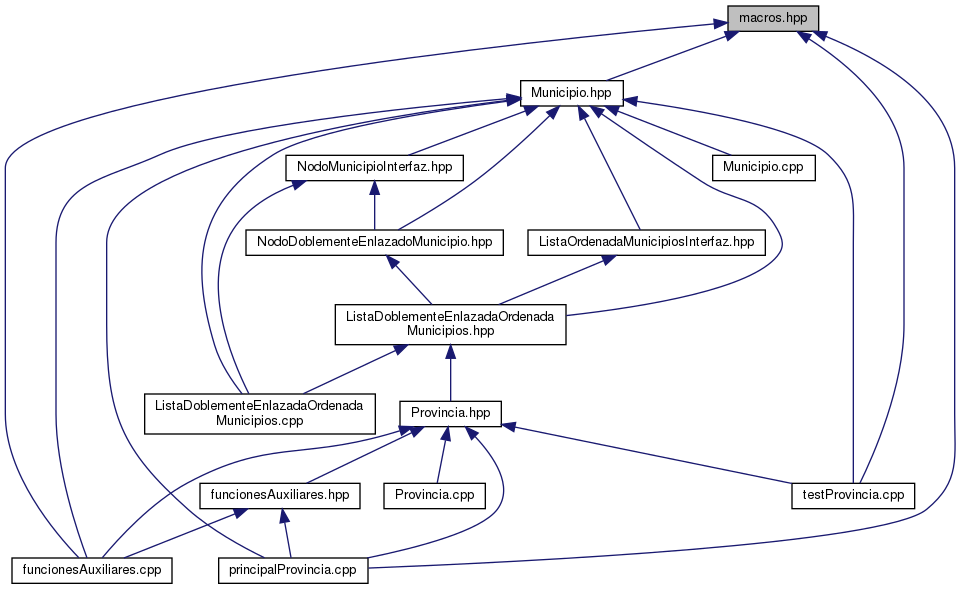 macros.hpp
Municipio.hpp
NodoMunicipioInterfaz.hpp
Municipio.cpp
NodoDoblementeEnlazadoMunicipio.hpp
ListaOrdenadaMunicipiosInterfaz.hpp
ListaDoblementeEnlazadaOrdenada
Municipios.hpp
ListaDoblementeEnlazadaOrdenada
Municipios.cpp
Provincia.hpp
funcionesAuxiliares.hpp
Provincia.cpp
testProvincia.cpp
funcionesAuxiliares.cpp
principalProvincia.cpp